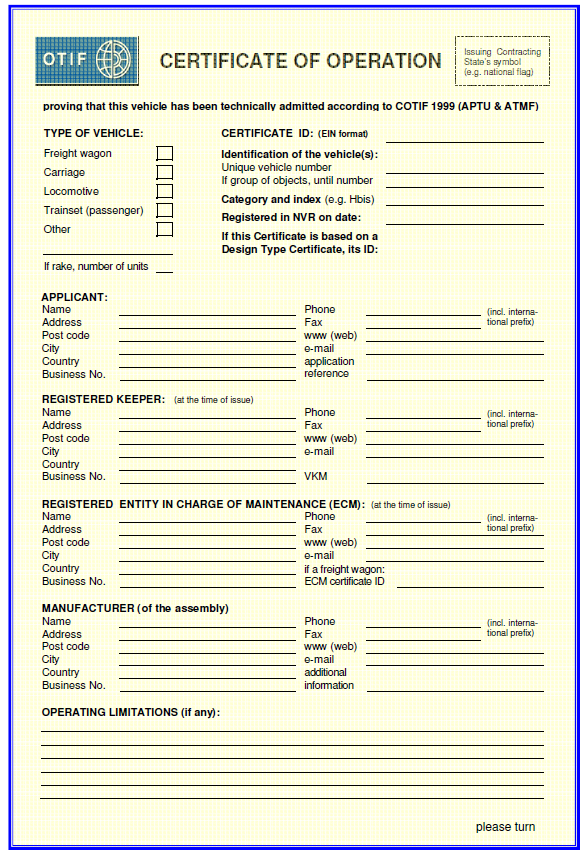 OTIF
CERTIFICATE OF OPERATION
Issuing Contracting
State's symbol
(e.g. national flag)
proving that this vehicle has been technically admitted according to COTIF 1999 (APTU & ATMF)
TYPE OF VEHICLE:
Freight wagon
Carriage
Locomotive
Trainset (passenger)
Other
If rake, number of units
CERTIFICATE ID: (EIN format)
Identification of the vehicle(s):
Unique vehicle number
If group of objects, until number
Category and index (e.g. Hbis)
Registered in NVR on date:
If this Certificate is based on a
Design Type Certificate, its ID:
APPLICANT:
Name Phone (incl. interna-
Address Fax tional prefix)
Post code www (web)
City e-mail
Country application
Business No. reference
REGISTERED KEEPER: (at the time of issue)
Name Phone (incl. interna-
Address Fax tional prefix)
Post code www (web)
City e-mail
Country
Business No. VKM
REGISTERED ENTITY IN CHARGE OF MAINTENANCE (ECM): (at the time of issue)
Name Phone (incl. interna-
Address Fax tional prefix)
Post code www (web)
City e-mail
Country if a freight wagon:
Business No. ECM certificate ID
MANUFACTURER (of the assembly)
Name Phone (incl. interna-
Address Fax tional prefix)
Post code www (web)
City e-mail
Country additional
Business No. information
OPERATING LIMITATIONS (if any):
please turn